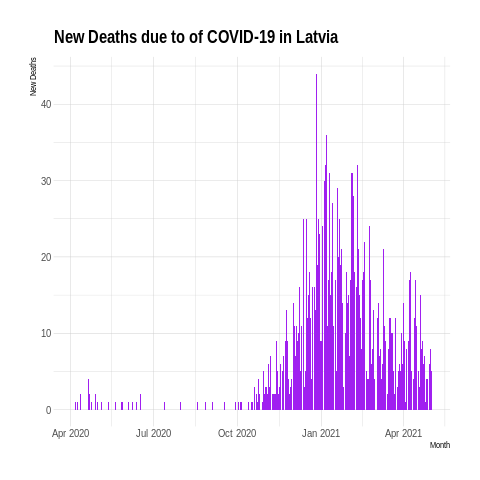 New Deaths due to of COVID-19 in Latvia
New Deaths
40
30
20
10
0
Apr 2020 Jul 2020 Oct 2020 Jan 2021 Apr 2021
Month